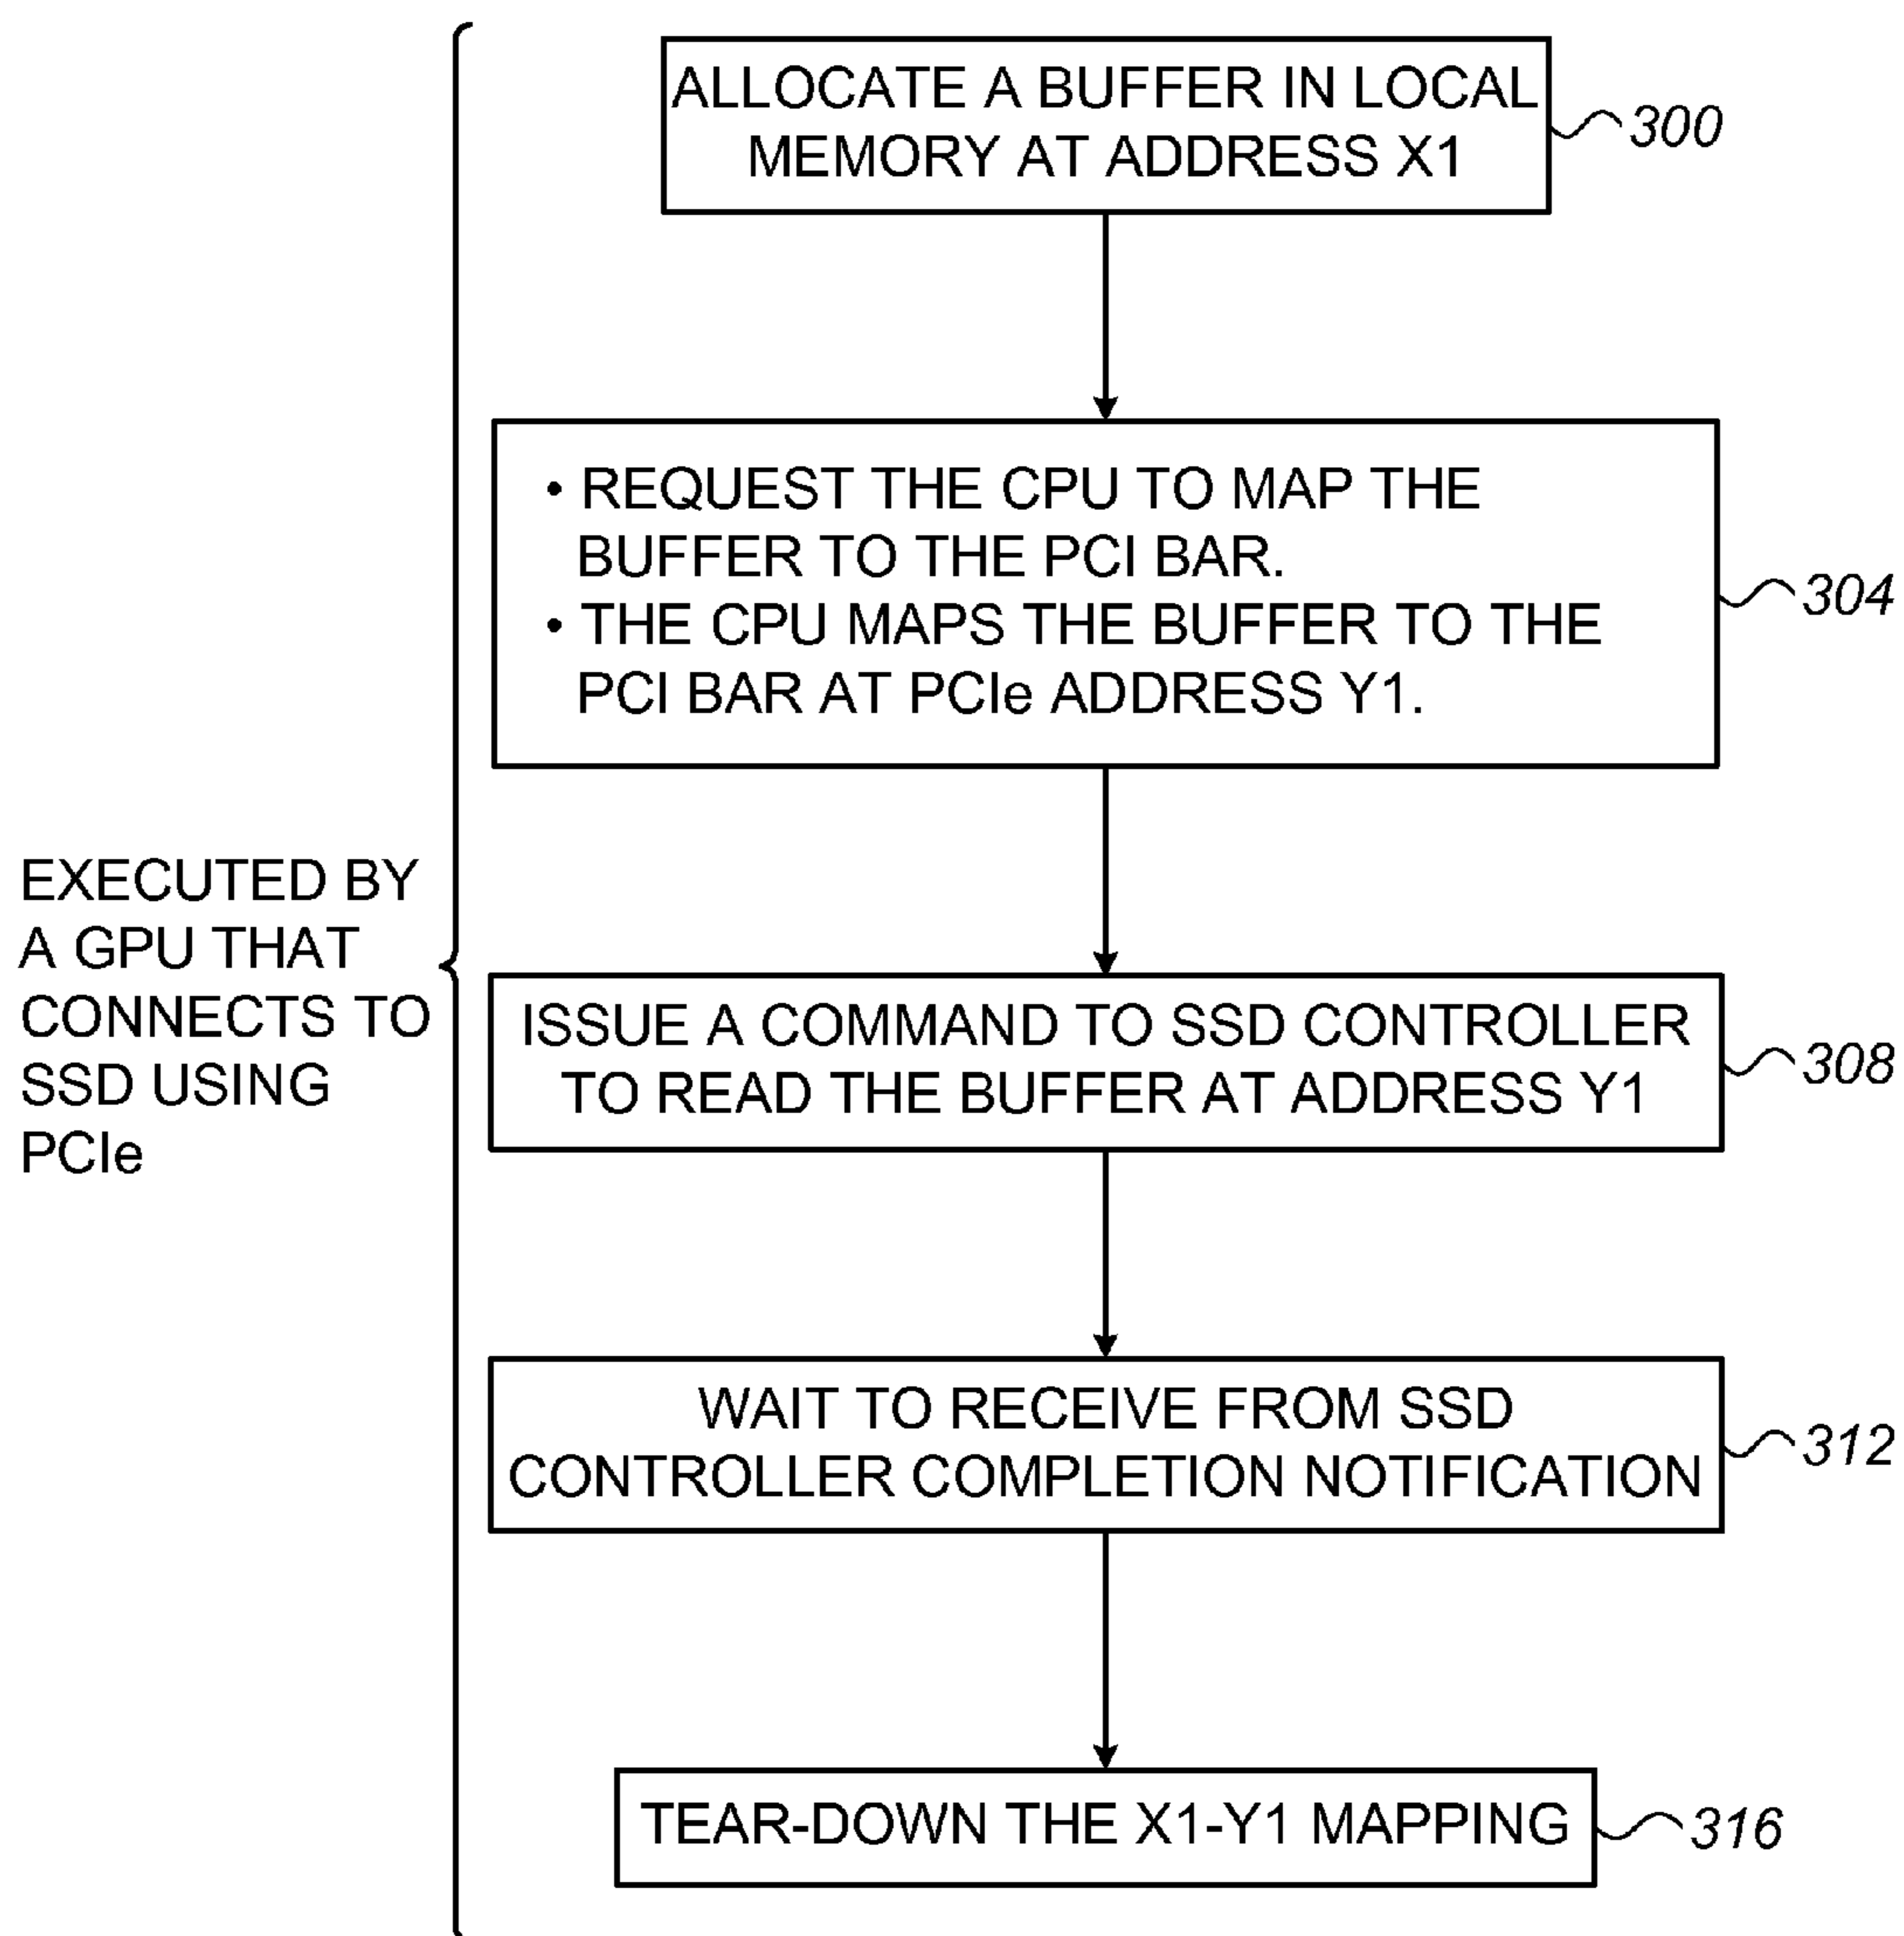 ALLOCATE A BUFFER IN LOCAL
MEMORY AT ADDRESS X1
300
• REQUEST THE CPU TO MAP THE
BUFFER TO THE PCI BAR.
• THE CPU MAPS THE BUFFER TO THE
PCI BAR AT PCIe ADDRESS Y1.
304
EXECUTED BY
A GPU THAT
CONNECTS TO
SSD USING
PCIe
ISSUE A COMMAND TO SSD CONTROLLER
TO READ THE BUFFER AT ADDRESS Y1
308
WAIT TO RECEIVE FROM SSD
CONTROLLER COMPLETION NOTIFICATION
312
TEAR-DOWN THE X1-Y1 MAPPING
316